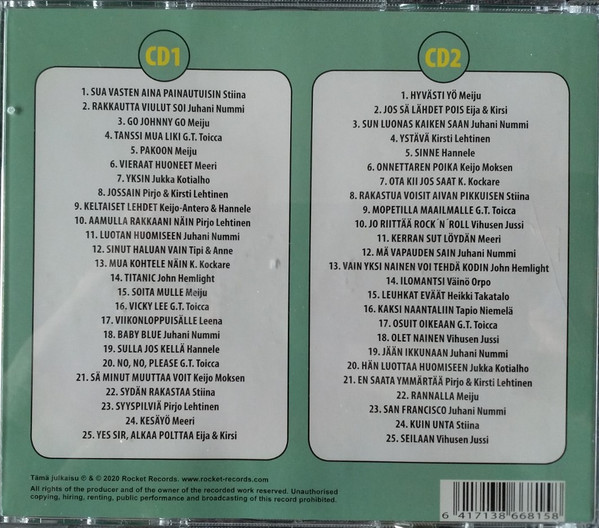 CD1
1. SUA VASTEN AINA PAINAUTUISIN Stiina
2. RAKKAUTTA VIULUT SOI Juhani Nummi
3. GO JOHNNY GO Meiju
4. TANSSI MUA LIKI G.T. Toicca
5. PAKOON Meiju
6. VIERAAT HUONEET Meeri
7. YKSIN Jukka Kotialho
8. JOSSAIN Pirjo & Kirsti Lehtinen
9. KELTAISET LEHDET Keijo-Antero & Hannele
10. AAMULLA RAKKAANI NÄIN Pirjo Lehtinen
11. LUOTAN HUOMISEEN Juhani Nummi
12. SINUT HALUAN VAIN Tipi & Anne
13. MUA KOHTELE NÄIN K. Kockare
14. TITANIC John Hemlight
15. SOITA MULLE Meiju
16. VICKY LEE G.T. Toicca
17. VIIKONLOPPUISÄLLE Leena
18. BABY BLUE Juhani Nummi
19. SULLA JOS KELLÄ Hannele
20. NO, NO, PLEASE G.T. Toicca
21. SÄ MINUT MUUTTAA VOIT Keijo Moksen
22. SYDÄN RAKASTAA Stiina
23. SYYSPILVIÄ Pirjo Lehtinen
24. KESÄYÖ Meeri
25. YES SIR, ALKAA POLTTAA Eija & Kirsi
CD2
1. HYVÄSTI YÖ Meiju
2. JOS SÄ LÄHDET POIS Eija & Kirsi
3. SUN LUONAS KAIKEN SAAN Juhani Nummi
4. YSTÄVÄ Kirsti Lehtinen
5. SINNE Hannele
6. ONNETTAREN POIKA Keijo Moksen
7. OTA KII JOS SAAT K. Kockare
8. RAKASTUA VOISIT AIVAN PIKKUISEN Stiina
9. MOPETILLA MAAILMALLE G.T. Toicca
10. JO RIITTÄÄ ROCK´N´ROLL Vihusen Jussi
11. KERRAN SUT LÖYDÄN Meeri
12. MÄ VAPAUDEN SAIN Juhani Nummi
13. VAIN YKSI NAINEN VOI TEHDÄ KODIN John Hemlight
14. ILOMANTSI Väinö Orpo
15. LEUHKAT EVÄÄT Heikki Takatalo
16. KAKSI NAANTALIIN Tapio Niemelä
17. OSUIT OIKEAAN G.T. Toicca
18. OLET NAINEN Vihusen Jussi
19. JÄÄN IKKUNAAN Juhani Nummi
20. HÄN LUOTTAA HUOMISEEN Jukka Kotialho
21. EN SAATA YMMÄRTÄÄ Pirjo & Kirsti Lehtinen
22. RANNALLA Meiju
23. SAN FRANCISCO Juhani Nummi
24. KUIN UNTA Stiina
25. SEILAAN Vihusen Jussi
Tämä julkaisu ℗ & © 2020 Rocket Records. www.rocket-records.com
All rights of the producer and of the owner of the recorded work reserved. Unauthorised
copying, hiring, renting, public performance and broadcasting of this record prohibited.
6 417138 668158